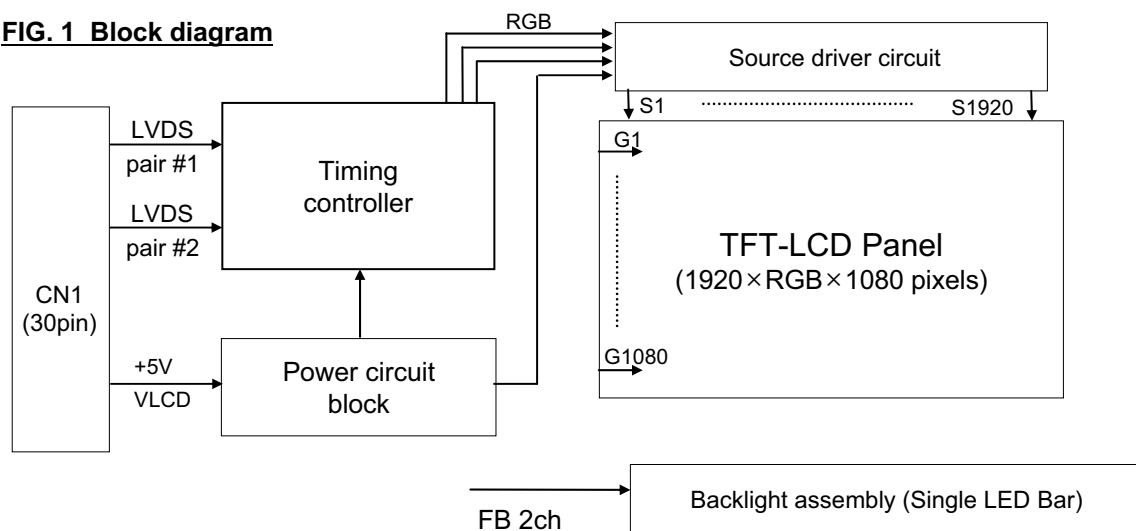 FIG. 1 Block diagram
RGB
Source driver circuit
S1
S1920
LVDS
pair #1
LVDS
pair #2
Timing
controller
G1
TFT-LCD Panel
(1920×RGB×1080 pixels)
G1080
CN1
(30pin)
+5V
VLCD
Power circuit
block
FB 2ch
Backlight assembly (Single LED Bar)